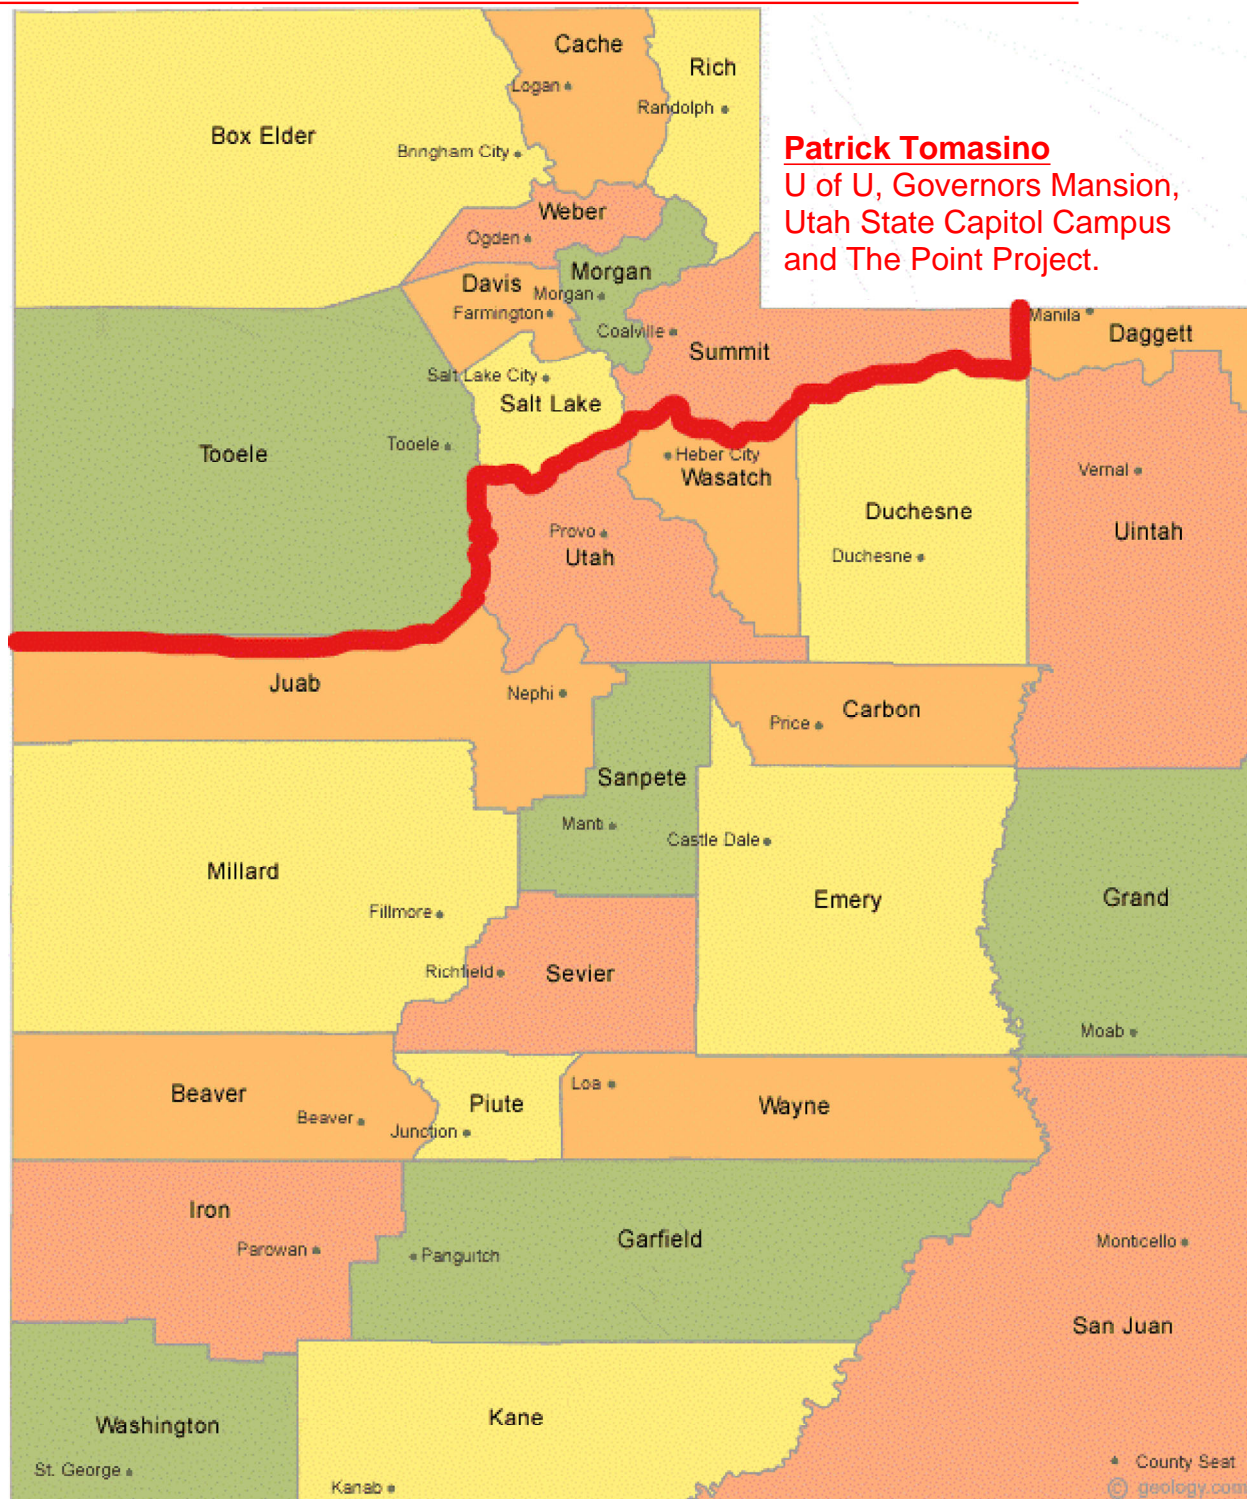 Cache
Logan
Rich
Randolph
Box Elder
Bringham City
Patrick Tomasino
U of U, Governors Mansion,
Utah State Capitol Campus
and The Point Project.
Weber
Ogden
Morgan
Morgan
Davis
Farmington
Coalville
Summit
Manila
Daggett
Salt Lake City
Salt Lake
Tooele
Tooele
Heber City
Wasatch
Vernal
Duchesne
Duchesne
Uintah
Provo
Utah
Juab
Nephi
Carbon
Price
Sanpete
Manti
Castle Dale
Millard
Fillmore
Emery
Grand
Richfield
Sevier
Moab
Beaver
Beaver
Piute
Junction
Loa
Wayne
Iron
Parowan
Garfield
Panguitch
Monticello
San Juan
Washington
St. George
Kane
Kanab
County Seat
© geology.com